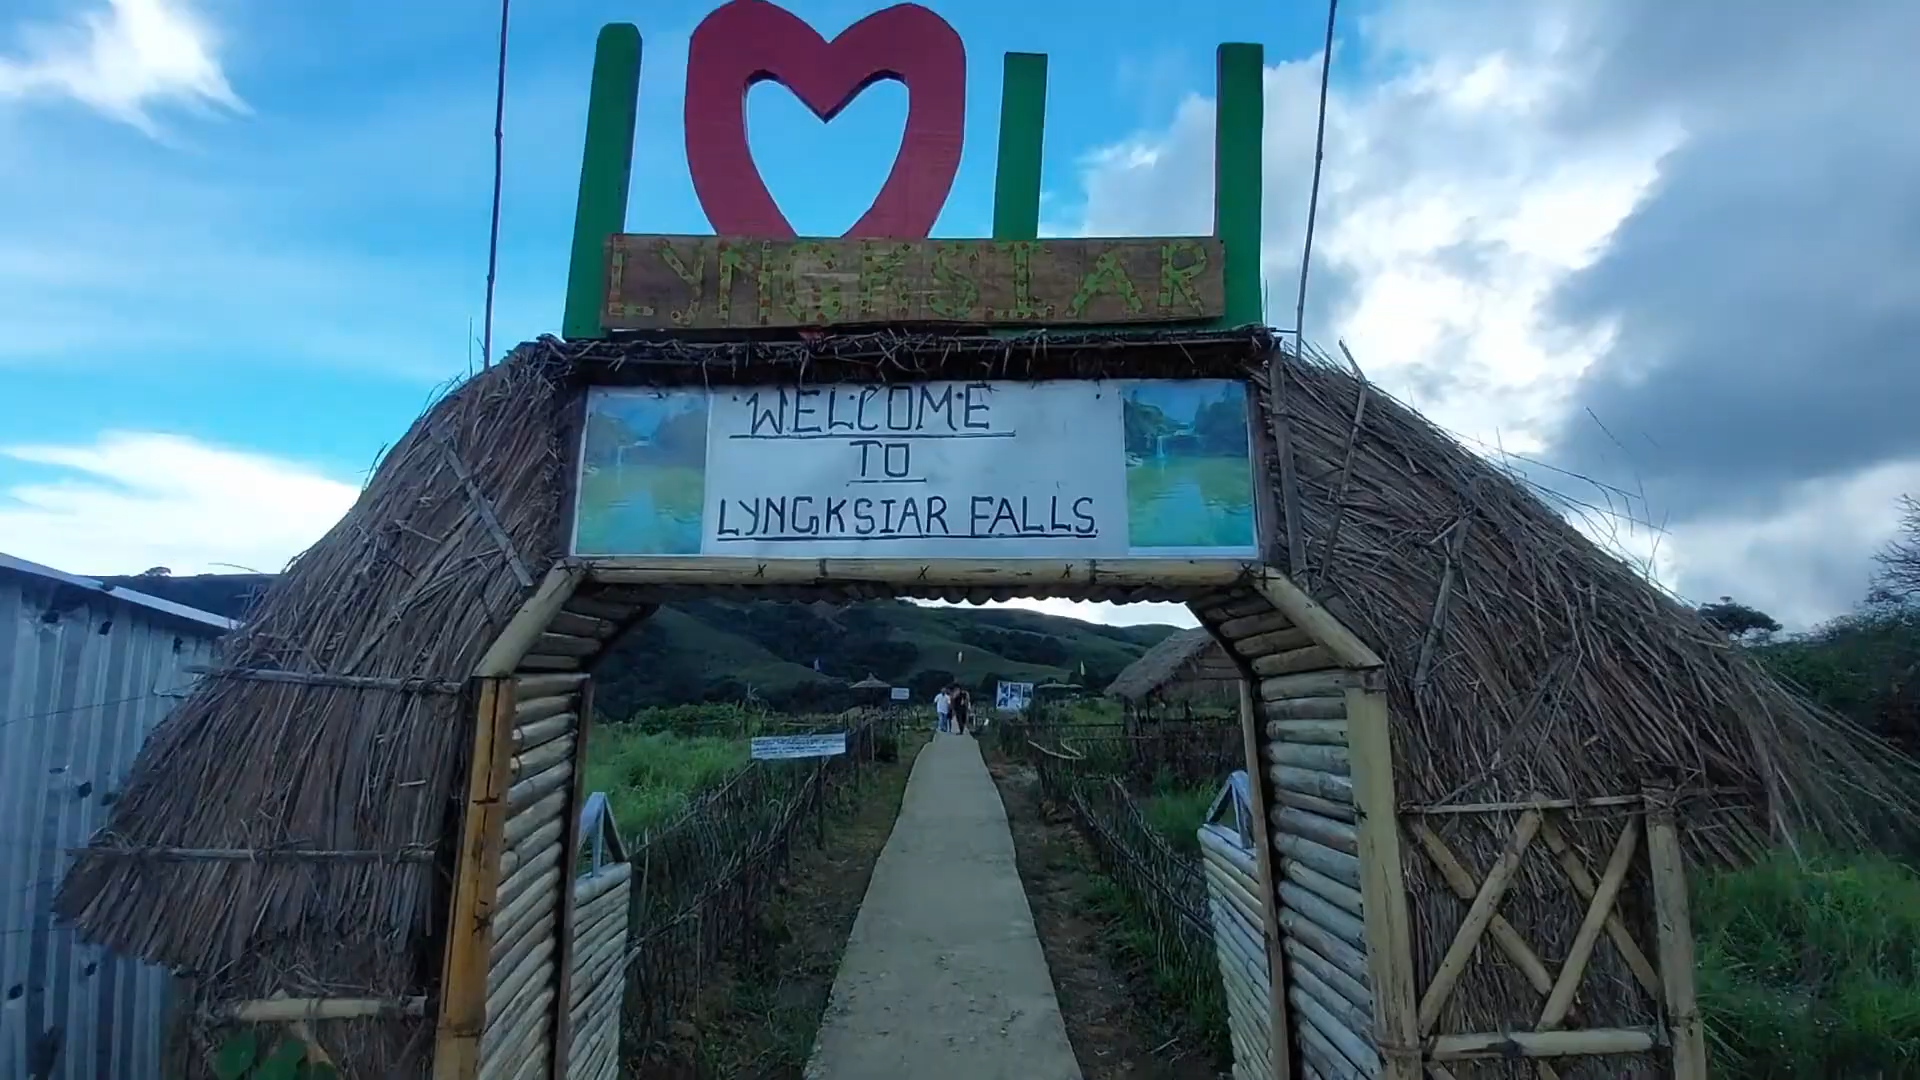 I U
LYNGKSIAR
WELCOME
TO
LYNGKSIAR FALLS